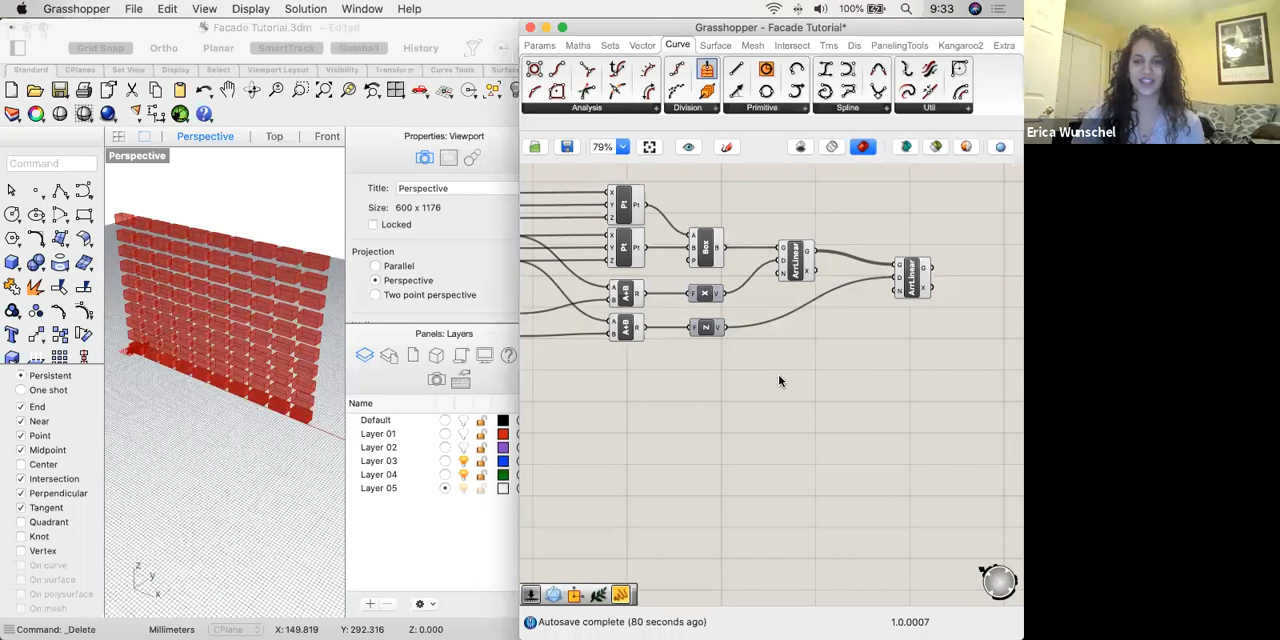 Grasshopper File Edit View Display Solution Window Help
100% 9:33
Facade Tutorial.3dm - Edited
Grid Snap Ortho Planar SmartTrack Gumball History
Standard CPlanes Set View Display Select Viewport Layout Visibility Transform Curve Tools Surfac
Perspective Top Front
Perspective
Command
Persistent
One shot
End
Near
Point
Midpoint
Center
Intersection
Perpendicular
Tangent
Quadrant
Knot
Vertex
On curve
On surface
On polysurface
On mesh
z
y
x
Properties: Viewport
Title: Perspective
Size: 600 x 1176
Locked
Projection
Parallel
Perspective
Two point perspective
Panels: Layers
Name
Default
Layer 01
Layer 02
Layer 03
Layer 04
Layer 05
Command: _Delete Millimeters CPlane X: 149.819 Y: 292.316 Z: 0.000
Grasshopper - Facade Tutorial*
Params Maths Sets Vector Curve Surface Mesh Intersect Trns Dis PanelingTools Kangaroo2 Extra
Analysis Division Primitive Spline Util
79%
X Y Z Pt Pt
X Y Z Pt Pt
A B P Box B
A B A+B R
A B A+B R
F X V
F Z V
G D N ArrLinear G X
G D N ArrLinear G X
Autosave complete (80 seconds ago) 1.0.0007
Erica Wunschel